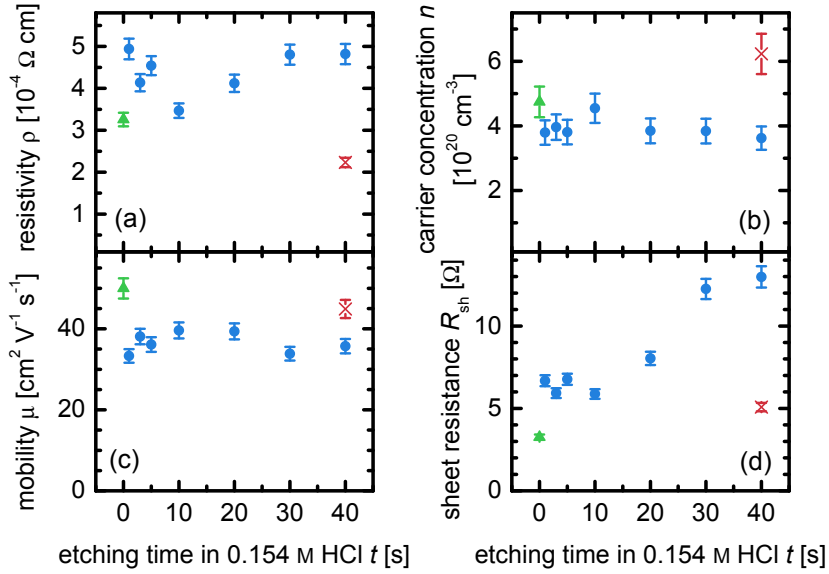 resistivity ρ [10⁻⁴ Ω cm]
5
4
3
2
1
(a)
carrier concentration n
[10²⁰ cm⁻³]
6
4
2
(b)
mobility μ [cm² V⁻¹ s⁻¹]
40
20
0
(c)
sheet resistance Rsh [Ω]
10
5
0
(d)
0 10 20 30 40
0 10 20 30 40
etching time in 0.154 M HCl t [s]
etching time in 0.154 M HCl t [s]